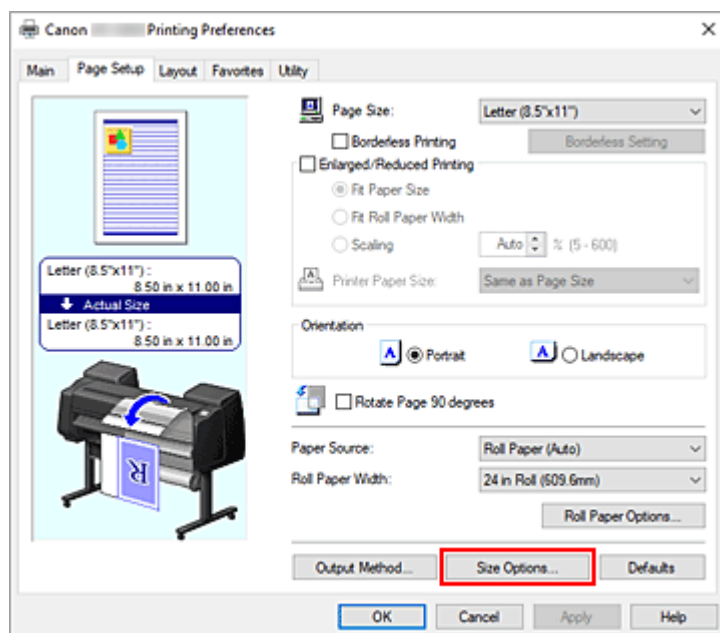 Canon Printing Preferences
Main Page Setup Layout Favorites Utility
Page Size: Letter (8.5"x11")
Borderless Printing Borderless Setting
Enlarged/Reduced Printing
Fit Paper Size
Fit Roll Paper Width
Scaling Auto % (5 - 600)
Printer Paper Size: Same as Page Size
Letter (8.5"x11") :
8.50 in x 11.00 in
Actual Size
Letter (8.5"x11") :
8.50 in x 11.00 in
Orientation
A Portrait A Landscape
Rotate Page 90 degrees
R
Paper Source: Roll Paper (Auto)
Roll Paper Width: 24 in Roll (609.6mm)
Roll Paper Options...
Output Method... Size Options... Defaults
OK Cancel Apply Help